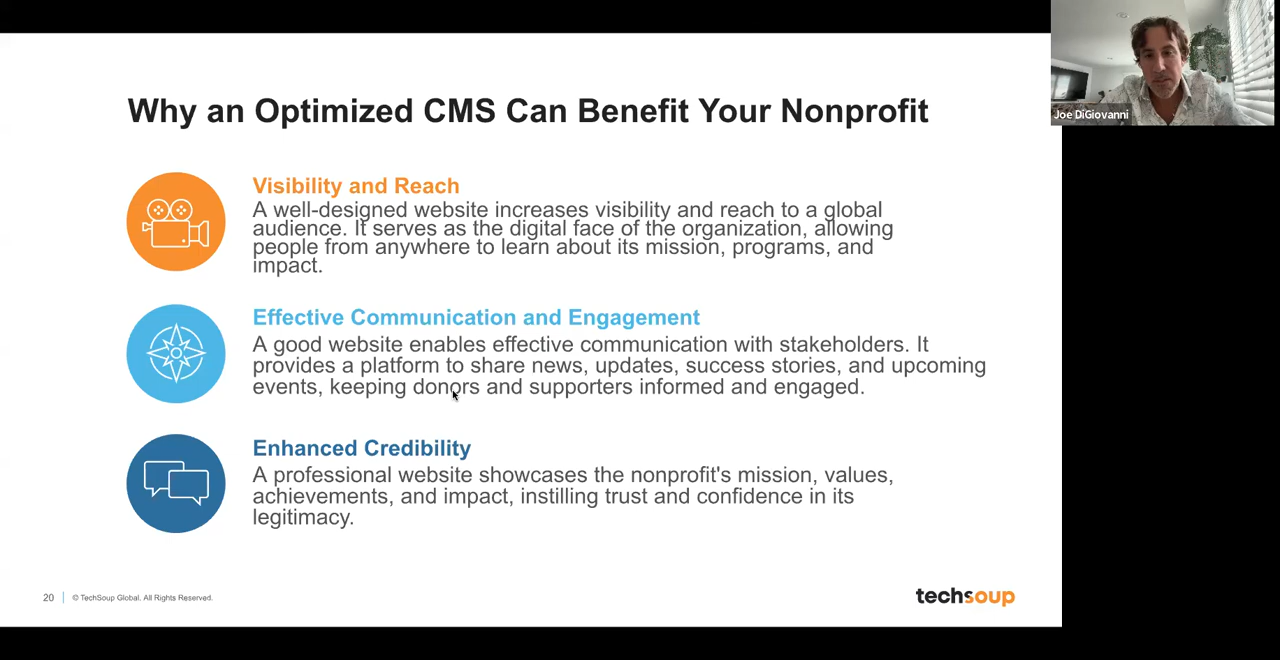 Why an Optimized CMS Can Benefit Your Nonprofit
Visibility and Reach
A well-designed website increases visibility and reach to a global
audience. It serves as the digital face of the organization, allowing
people from anywhere to learn about its mission, programs, and
impact.
Effective Communication and Engagement
A good website enables effective communication with stakeholders. It
provides a platform to share news, updates, success stories, and upcoming
events, keeping donors and supporters informed and engaged.
Enhanced Credibility
A professional website showcases the nonprofit's mission, values,
achievements, and impact, instilling trust and confidence in its
legitimacy.
20
© TechSoup Global. All Rights Reserved.
techsoup
Joe DiGiovanni